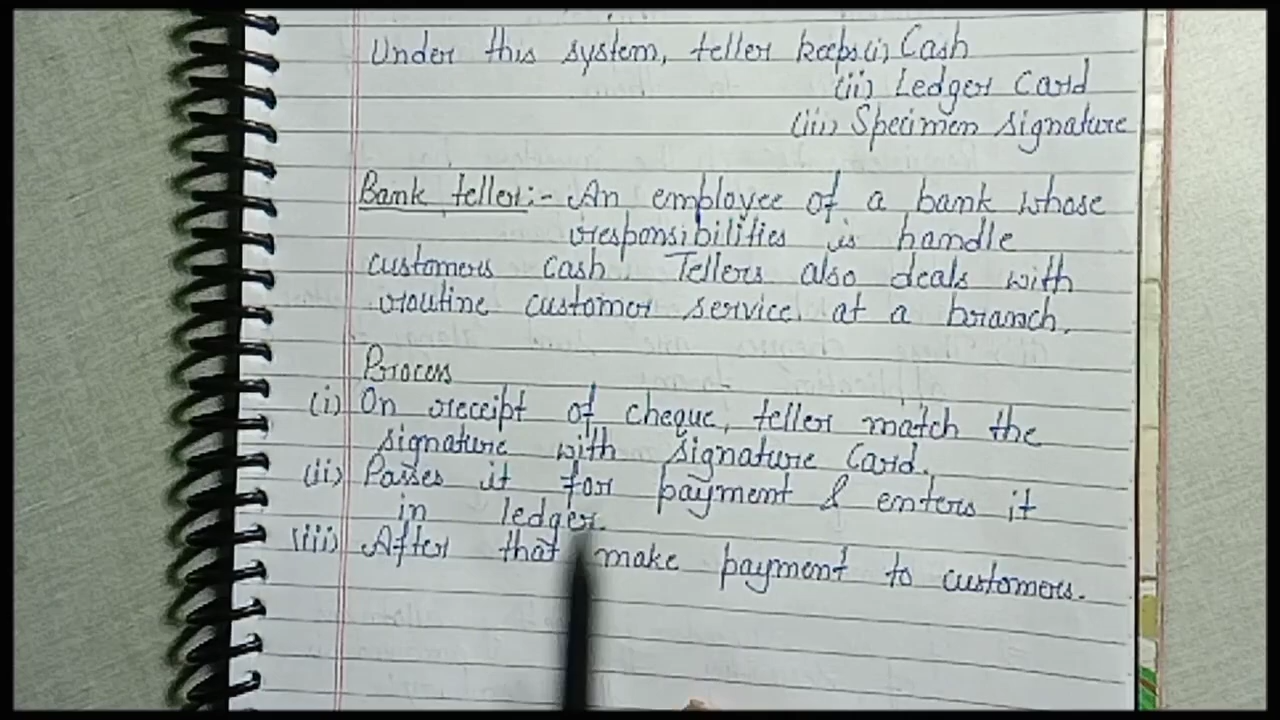 Under this system, teller keeps (i) Cash
(ii) Ledger Card
(iii) Specimen signature
Bank teller:- An employee of a bank whose
responsibilities is handle
customers cash. Tellers also deals with
routine customer service at a branch.
Process
(i) On receipt of cheque, teller match the
signature with signature Card.
(ii) Passes it for payment & enters it
in ledger.
(iii) After that make payment to customers.